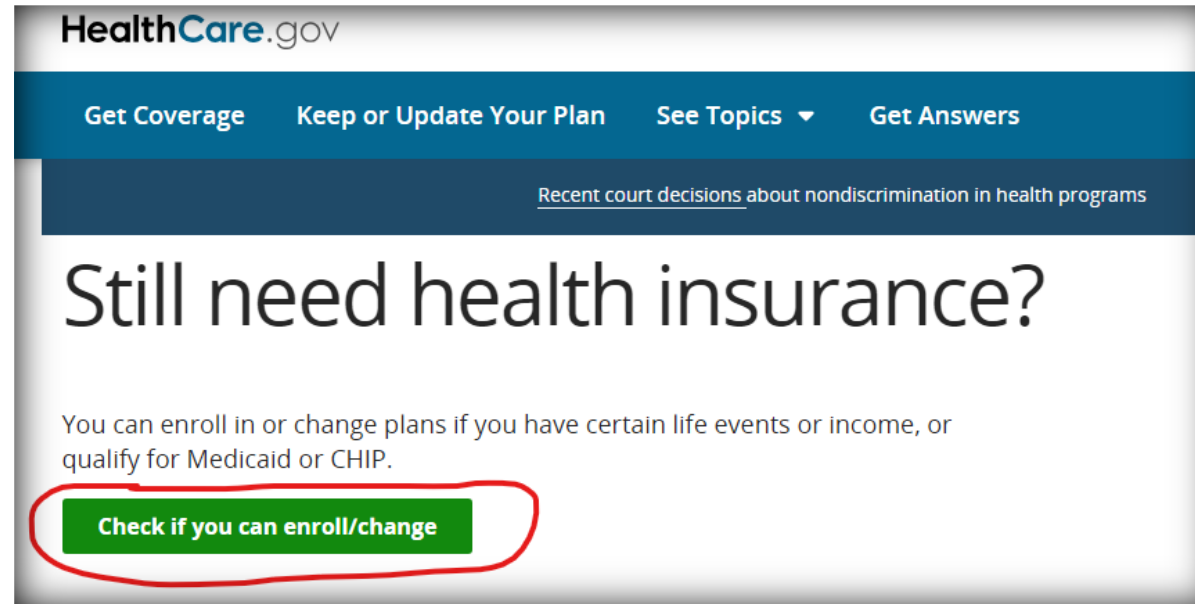 HealthCare.gov
Get Coverage Keep or Update Your Plan See Topics Get Answers
Recent court decisions about nondiscrimination in health programs
Still need health insurance?
You can enroll in or change plans if you have certain life events or income, or
qualify for Medicaid or CHIP.
Check if you can enroll/change